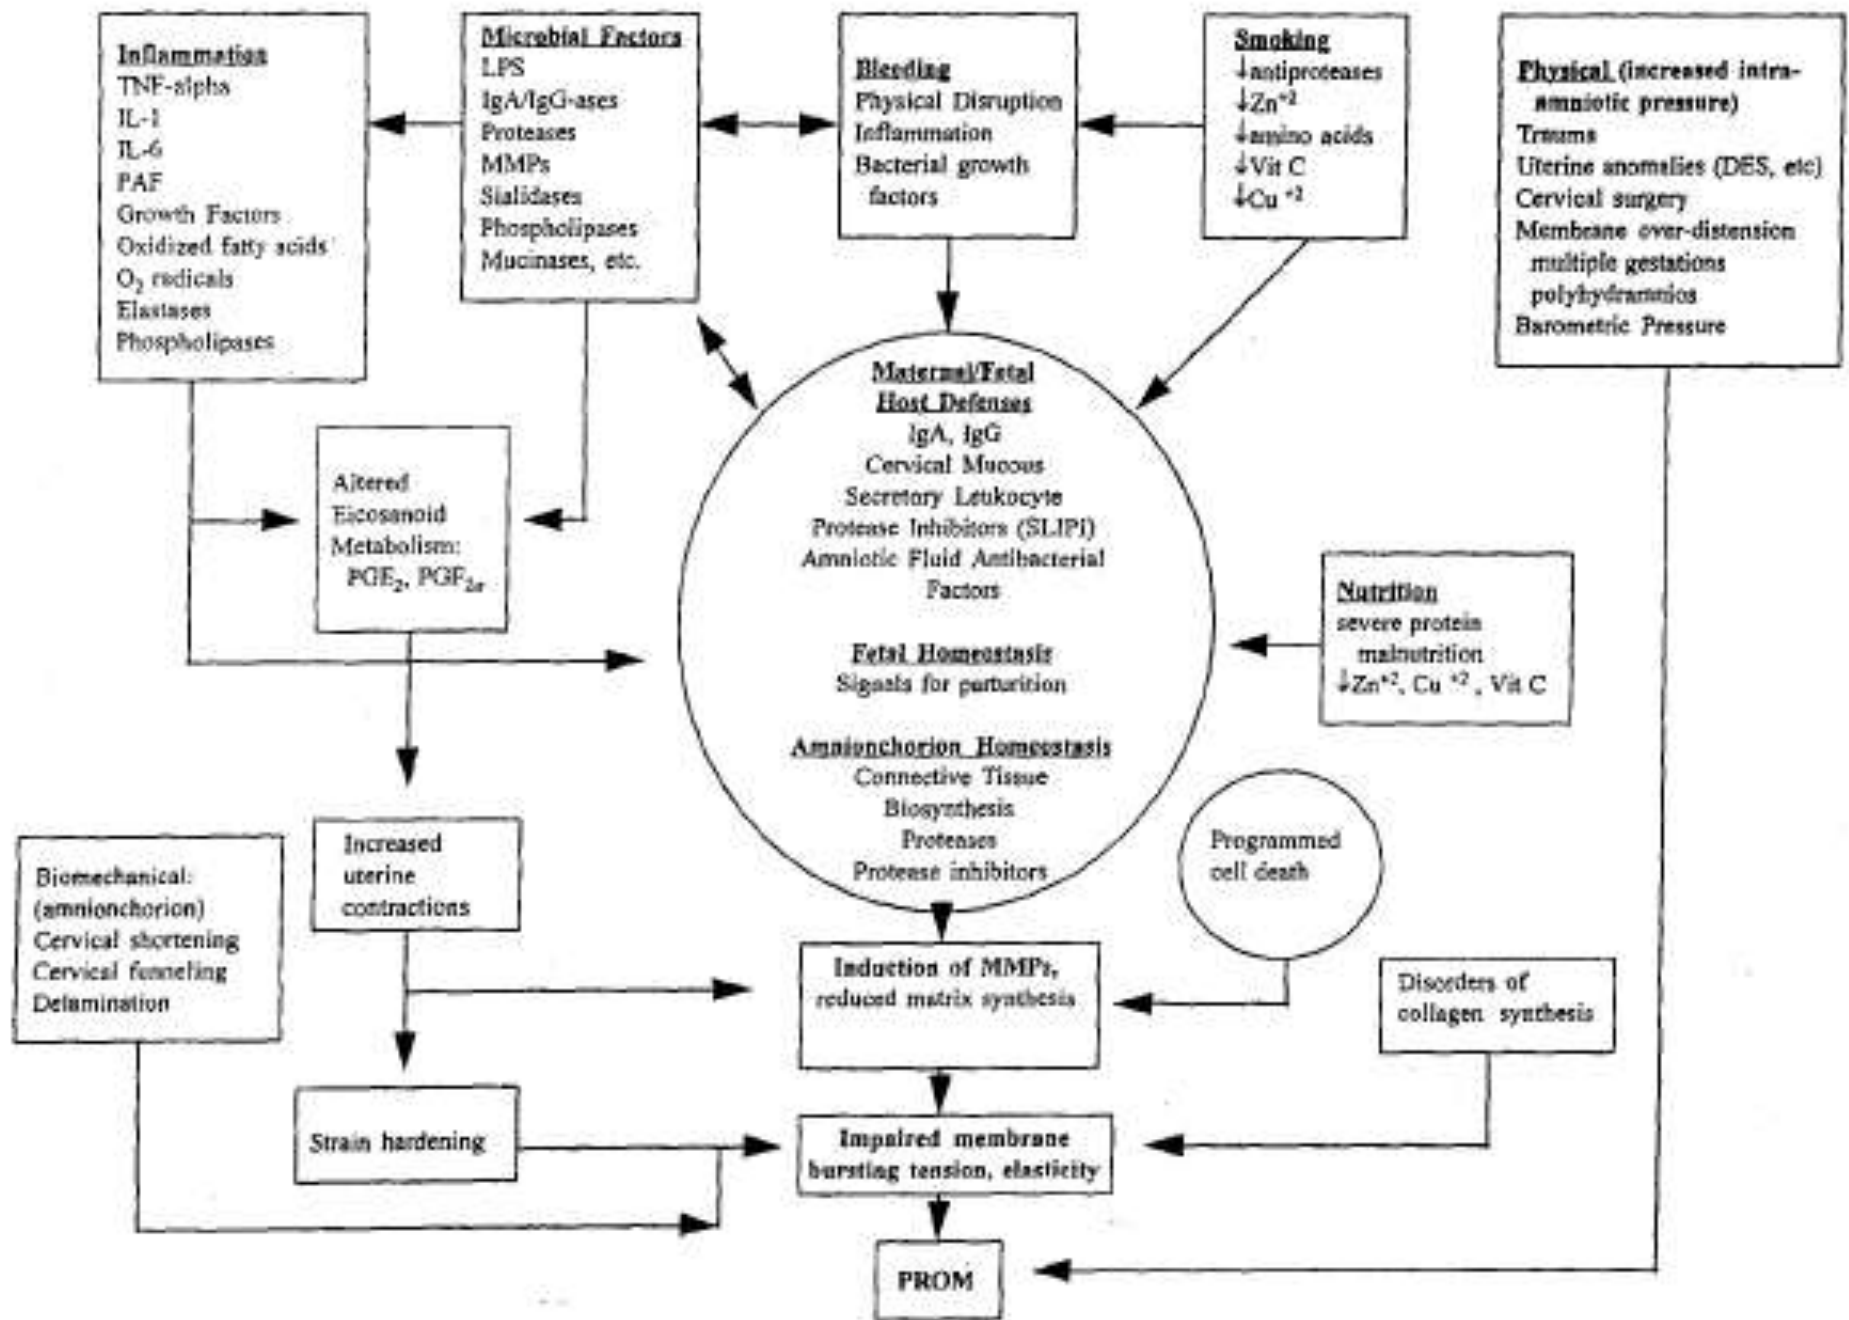 Inflammation
TNF-alpha
IL-1
IL-6
PAF
Growth Factors
Oxidized fatty acids
O₂ radicals
Elastases
Phospholipases
Microbial Factors
LPS
IgA/IgG-ases
Proteases
MMPs
Sialidases
Phospholipases
Mucinases, etc.
Bleeding
Physical Disruption
Inflammation
Bacterial growth
factors
Smoking
↓antiproteases
↓Zn⁺²
↓amino acids
↓Vit C
↓Cu ⁺²
Physical (increased intra-
amniotic pressure)
Trauma
Uterine anomalies (DES, etc)
Cervical surgery
Membrane over-distension
multiple gestations
polyhydramnios
Barometric Pressure
Altered
Eicosanoid
Metabolism:
PGE₂, PGF₂α
Maternal/Fetal
Host Defenses
IgA, IgG
Cervical Mucous
Secretory Leukocyte
Protease Inhibitors (SLIPi)
Amniotic Fluid Antibacterial
Factors
Fetal Homeostasis
Signals for parturition
Amnionchorion Homeostasis
Connective Tissue
Biosynthesis
Proteases
Protease inhibitors
Nutrition
severe protein
malnutrition
↓Zn⁺², Cu ⁺² , Vit C
Programmed
cell death
Increased
uterine
contractions
Biomechanical:
(amnionchorion)
Cervical shortening
Cervical funneling
Delamination
Induction of MMPs,
reduced matrix synthesis
Disorders of
collagen synthesis
Strain hardening
Impaired membrane
bursting tension, elasticity
PROM